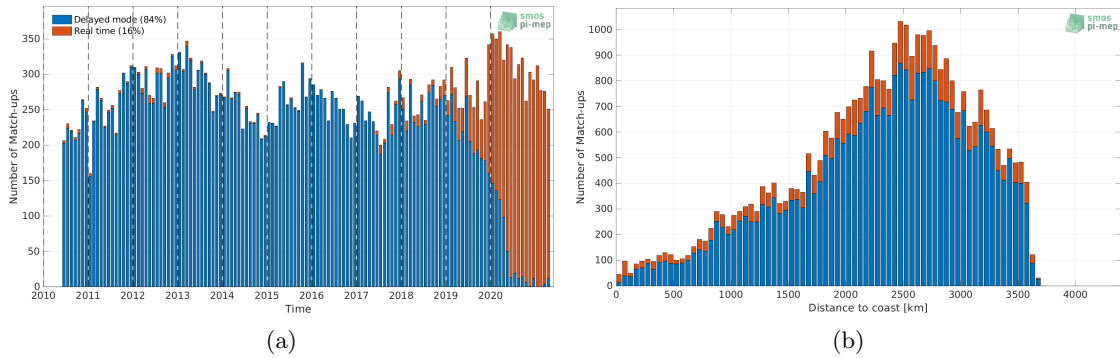 Delayed mode (84%)
Real time (16%)
smos
pi-mep
Number of Match-ups
350
300
250
200
150
100
50
0
2010 2011 2012 2013 2014 2015 2016 2017 2018 2019 2020
Time
(a)
smos
pi-mep
Number of Match-ups
1000
900
800
700
600
500
400
300
200
100
0
0 500 1000 1500 2000 2500 3000 3500 4000
Distance to coast [km]
(b)